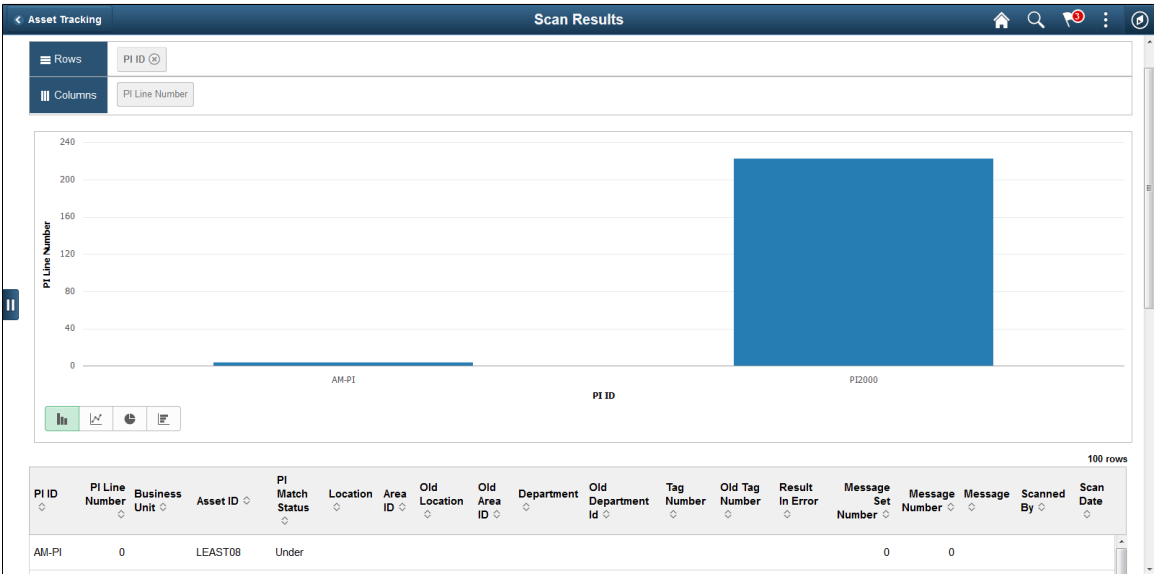 Asset Tracking
Scan Results
3
Rows
PI ID
Columns
PI Line Number
240
200
160
120
80
40
0
PI Line Number
AM-PI
PI2000
PI ID
100 rows
PI ID
PI Line Number
Business Unit
Asset ID
PI Match Status
Location
Area ID
Old Location
Old Area ID
Department
Old Department Id
Tag Number
Old Tag Number
Result In Error
Message Set Number
Message Number
Message
Scanned By
Scan Date
AM-PI 0 LEAST08 Under 0 0